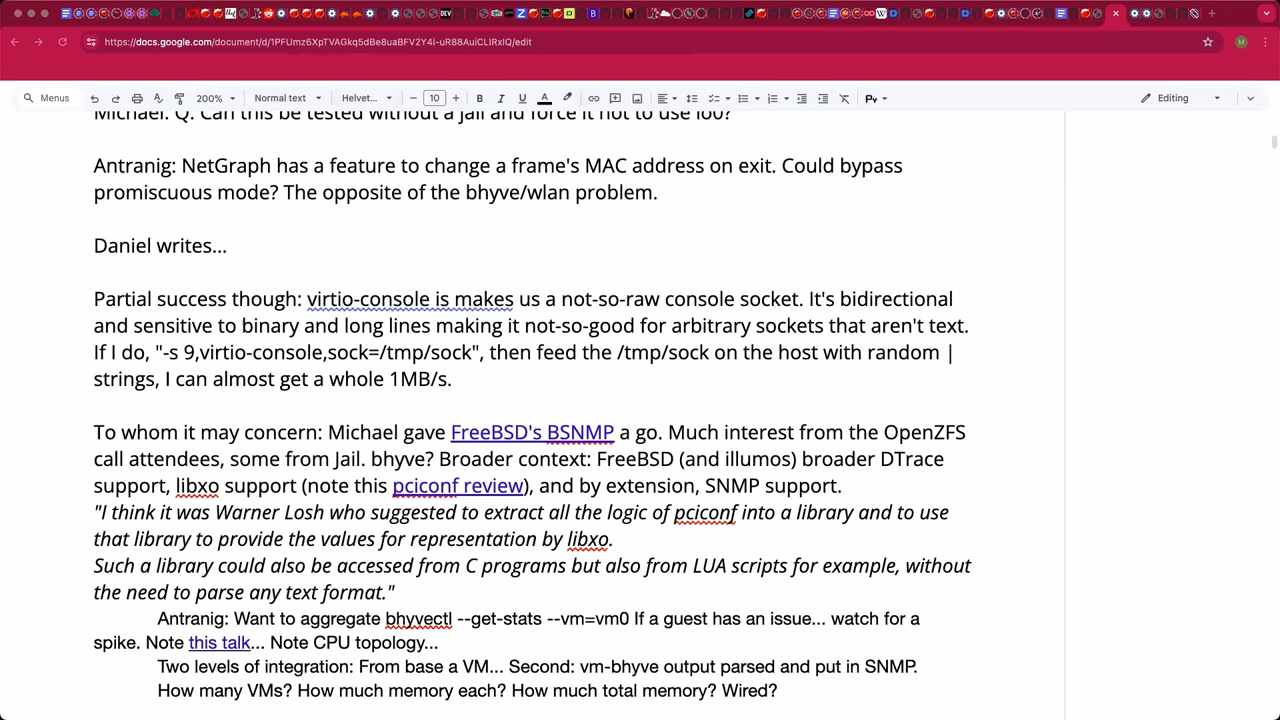 https://docs.google.com/document/d/1PFUmz6XpTVAGkq5dBe8uaBFV2Y4i-uR88AuiCLIRxIQ/edit
M
Menus 200% Normal text Helvet... 10 B I U A Editing
Michael: Q: Can this be tested without a jail and force it not to use lo0?
Antranig: NetGraph has a feature to change a frame's MAC address on exit. Could bypass
promiscuous mode? The opposite of the bhyve/wlan problem.
Daniel writes...
Partial success though: virtio-console is makes us a not-so-raw console socket. It's bidirectional
and sensitive to binary and long lines making it not-so-good for arbitrary sockets that aren't text.
If I do, "-s 9,virtio-console,sock=/tmp/sock", then feed the /tmp/sock on the host with random |
strings, I can almost get a whole 1MB/s.
To whom it may concern: Michael gave FreeBSD's BSNMP a go. Much interest from the OpenZFS
call attendees, some from Jail. bhyve? Broader context: FreeBSD (and illumos) broader DTrace
support, libxo support (note this pciconf review), and by extension, SNMP support.
"I think it was Warner Losh who suggested to extract all the logic of pciconf into a library and to use
that library to provide the values for representation by libxo.
Such a library could also be accessed from C programs but also from LUA scripts for example, without
the need to parse any text format."
Antranig: Want to aggregate bhyvectl --get-stats --vm=vm0 If a guest has an issue... watch for a
spike. Note this talk... Note CPU topology...
Two levels of integration: From base a VM... Second: vm-bhyve output parsed and put in SNMP.
How many VMs? How much memory each? How much total memory? Wired?